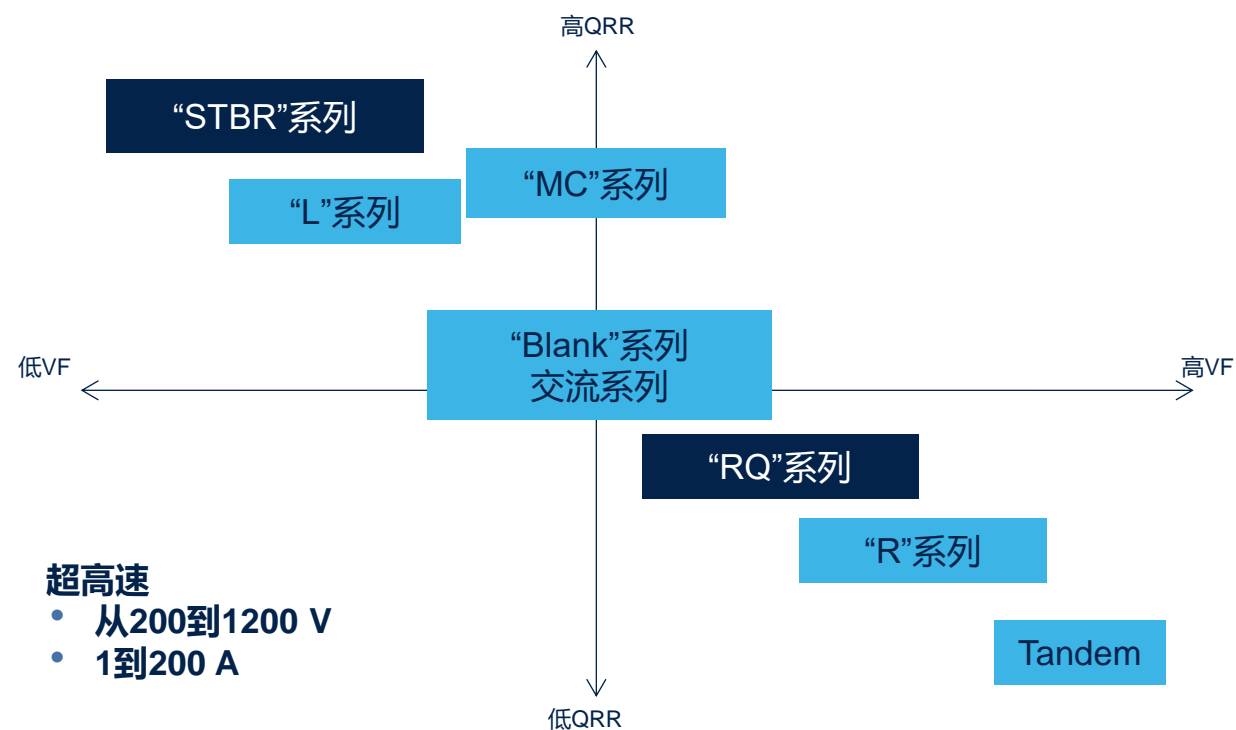 高QRR
“STBR”系列
“MC”系列
“L”系列
“Blank”系列
交流系列
低VF
高VF
“RQ”系列
“R”系列
超高速
• 从200到1200 V
• 1到200 A
Tandem
低QRR